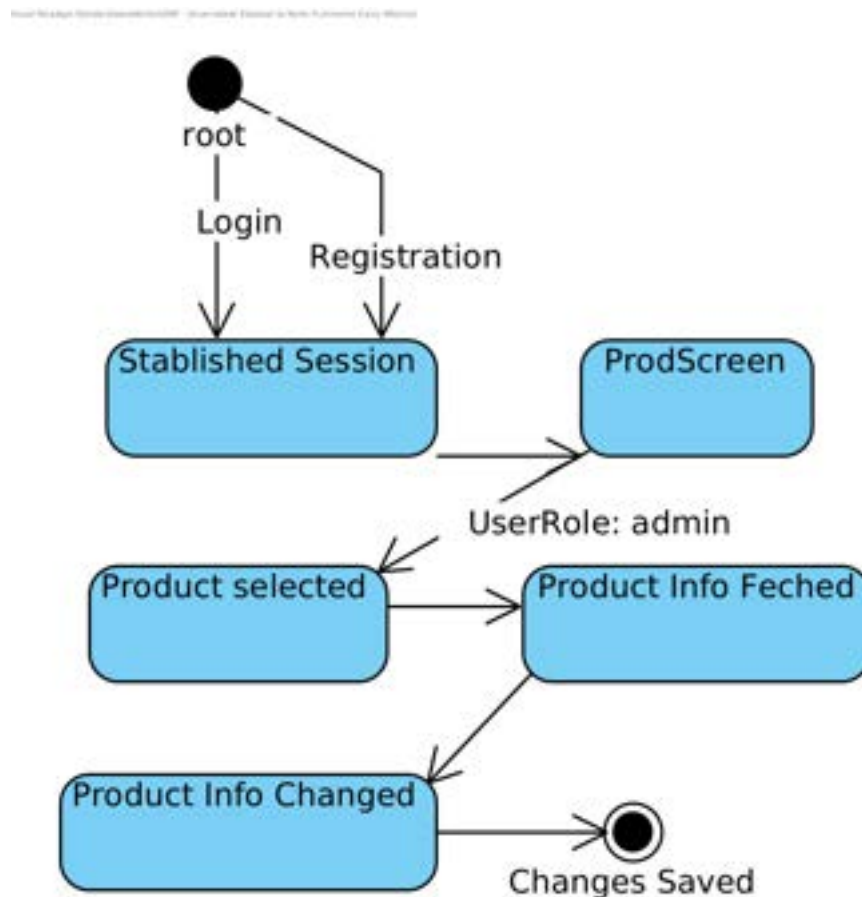 root
Login
Registration
Stablished Session
ProdScreen
UserRole: admin
Product selected
Product Info Feched
Product Info Changed
Changes Saved